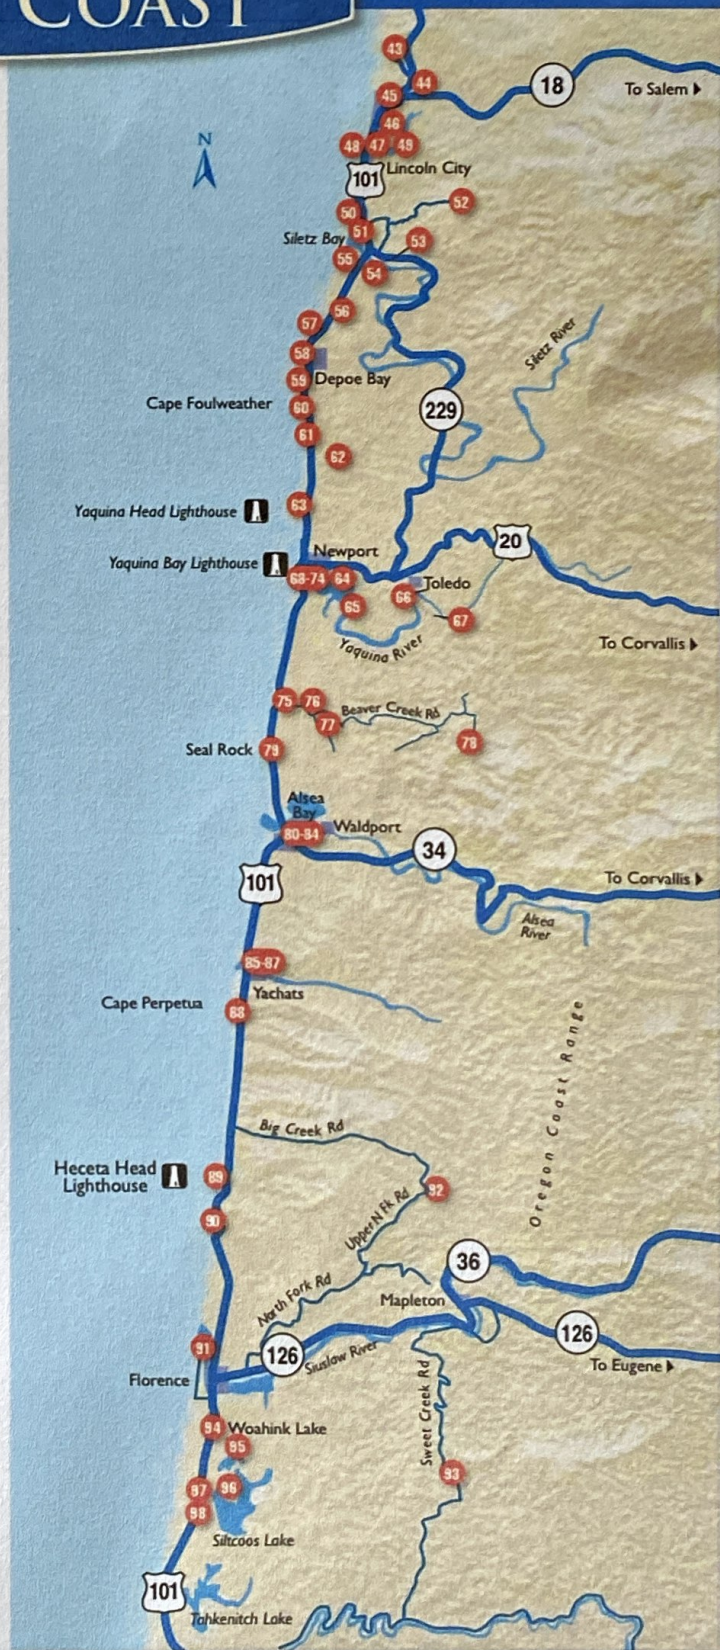 COAST
43
44
18
To Salem
45
46
48
47
49
N
Lincoln City
101
52
50
51
Siletz Bay
53
55
54
56
57
Siletz River
58
59
Depoe Bay
Cape Foulweather
60
229
61
62
63
Yaquina Head Lighthouse
20
Newport
Yaquina Bay Lighthouse
68-74
64
Toledo
66
65
67
Yaquina River
To Corvallis
75
76
Beaver Creek Rd
77
78
Seal Rock
79
Alsea
Bay
80-84
Waldport
34
To Corvallis
101
Alsea
River
85-87
Yachats
Cape Perpetua
88
Oregon Coast Range
Big Creek Rd
Heceta Head
Lighthouse
89
92
90
Upper N Fk Rd
36
North Fork Rd
Mapleton
126
91
126
Siuslaw River
To Eugene
Florence
Sweet Creek Rd
94
Woahink Lake
95
93
97
96
98
Siltcoos Lake
101
Tahkenitch Lake